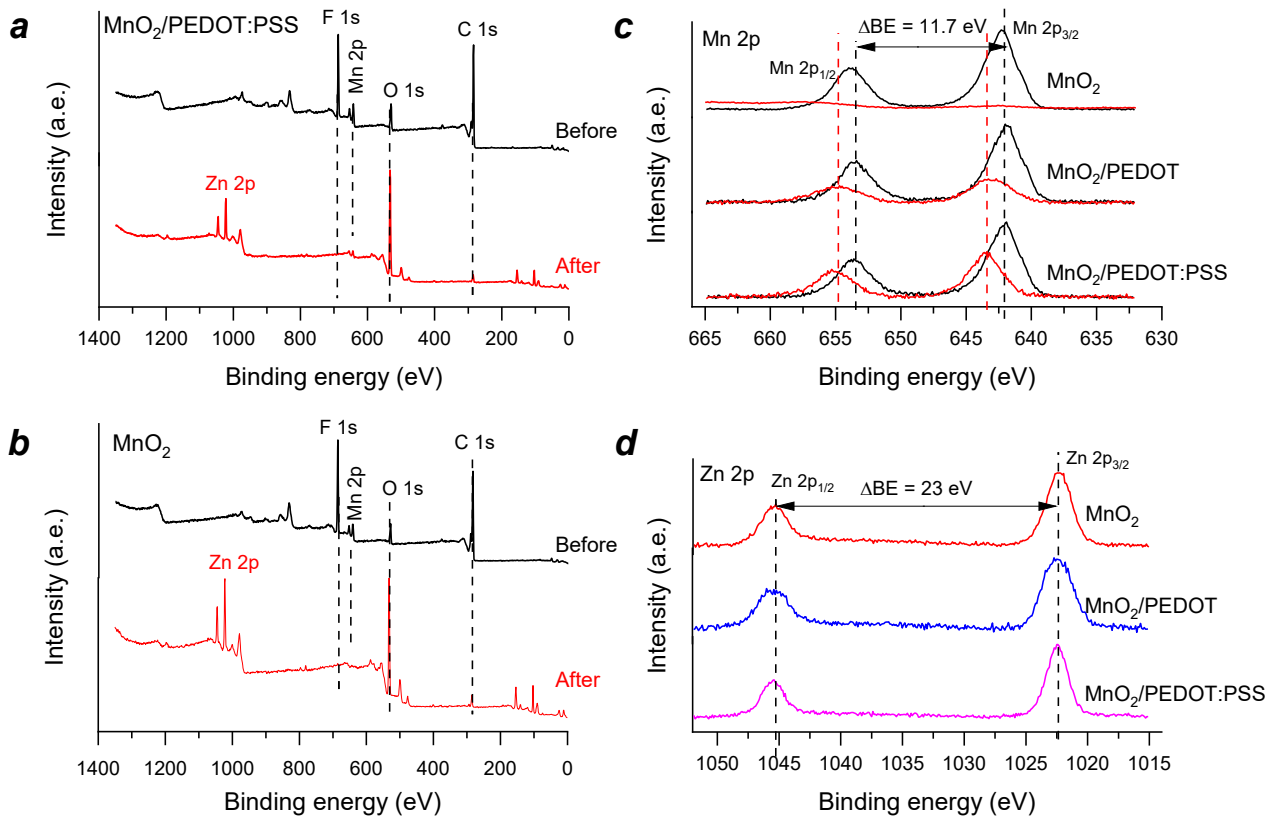 a
MnO₂/PEDOT:PSS
F 1s
Mn 2p
O 1s
C 1s
Before
Zn 2p
After
Intensity (a.e.)
1400 1200 1000 800 600 400 200 0
Binding energy (eV)
c
Mn 2p
ΔBE = 11.7 eV
Mn 2p₃/₂
Mn 2p₁/₂
MnO₂
MnO₂/PEDOT
MnO₂/PEDOT:PSS
Intensity (a.e.)
665 660 655 650 645 640 635 630
Binding energy (eV)
b
MnO₂
F 1s
Mn 2p
O 1s
C 1s
Before
Zn 2p
After
Intensity (a.e.)
1400 1200 1000 800 600 400 200 0
Binding energy (eV)
d
Zn 2p
Zn 2p₁/₂
ΔBE = 23 eV
Zn 2p₃/₂
MnO₂
MnO₂/PEDOT
MnO₂/PEDOT:PSS
Intensity (a.e.)
1050 1045 1040 1035 1030 1025 1020 1015
Binding energy (eV)